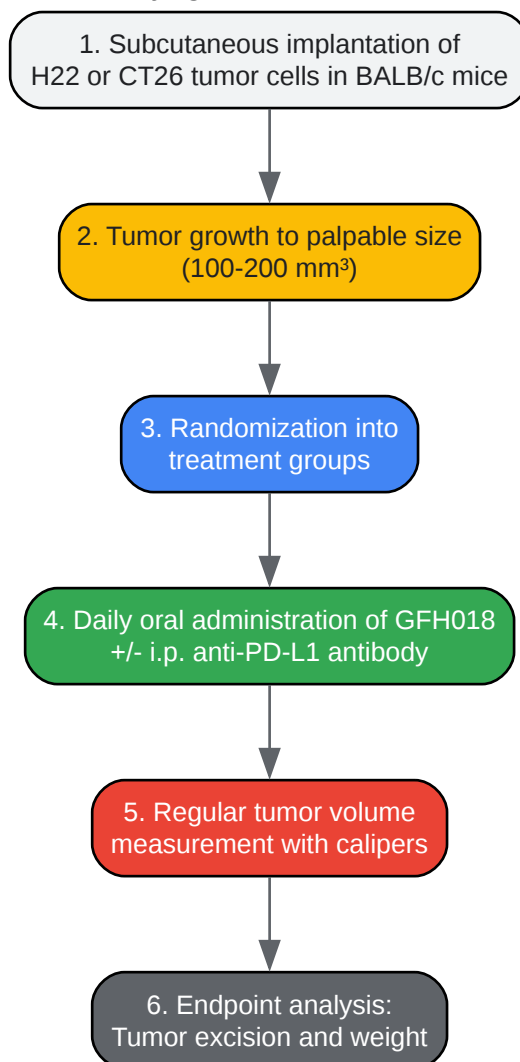 1. Subcutaneous implantation of
H22 or CT26 tumor cells in BALB/c mice
2. Tumor growth to palpable size
(100-200 mm³)
3. Randomization into
treatment groups
4. Daily oral administration of GFH018
+/- i.p. anti-PD-L1 antibody
5. Regular tumor volume
measurement with calipers
6. Endpoint analysis:
Tumor excision and weight